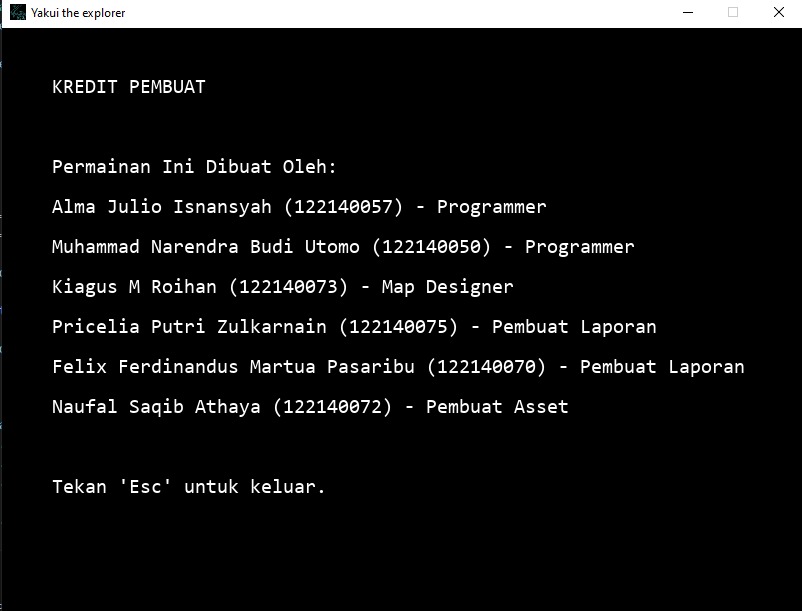 Yakui the explorer
KREDIT PEMBUAT
Permainan Ini Dibuat Oleh:
Alma Julio Isnansyah (122140057) - Programmer
Muhammad Narendra Budi Utomo (122140050) - Programmer
Kiagus M Roihan (122140073) - Map Designer
Pricelia Putri Zulkarnain (122140075) - Pembuat Laporan
Felix Ferdinandus Martua Pasaribu (122140070) - Pembuat Laporan
Naufal Saqib Athaya (122140072) - Pembuat Asset
Tekan 'Esc' untuk keluar.